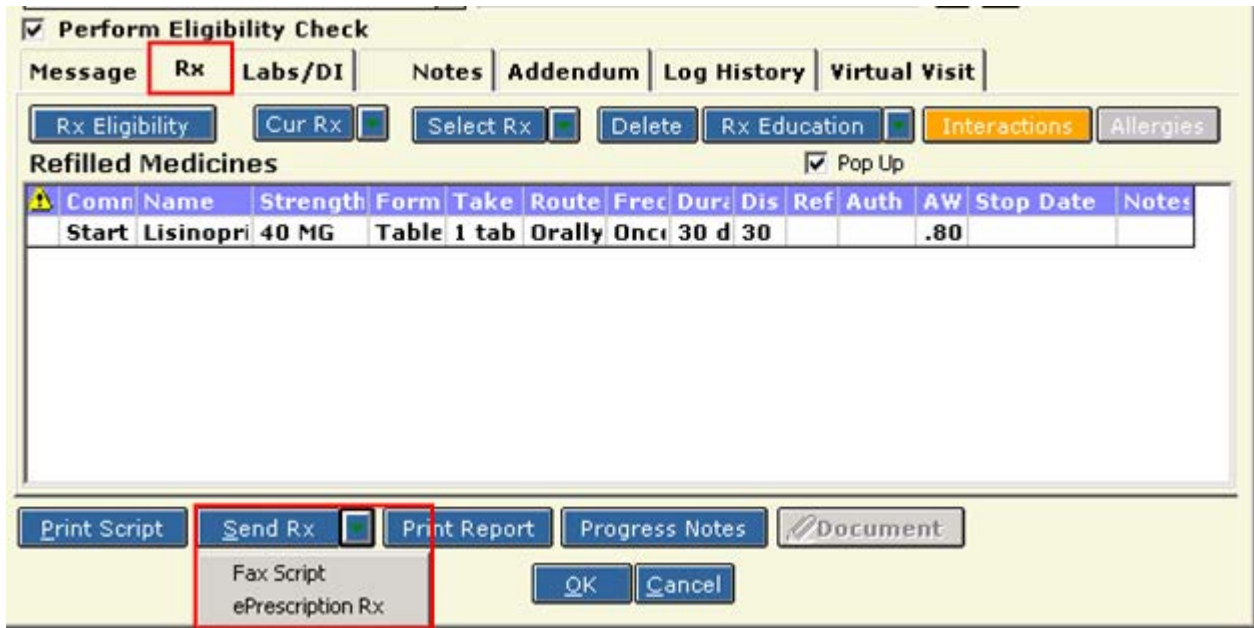 Perform Eligibility Check
Message Rx Labs/DI Notes Addendum Log History Virtual Visit
Rx Eligibility Cur Rx Select Rx Delete Rx Education Interactions Allergies
Refilled Medicines Pop Up
Comn Name Strength Form Take Route Frec Dura Dis Ref Auth AW Stop Date Notes
Start Lisinopri 40 MG Table 1 tab Orally Once 30 d 30 .80
Print Script Send Rx Print Report Progress Notes Document
Fax Script
OK Cancel
ePrescription Rx